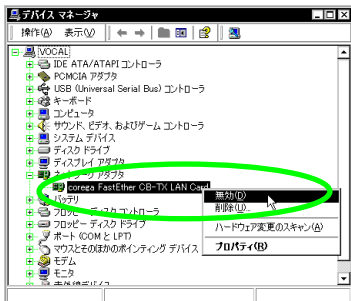 デバイス マネージャ
操作(A) 表示(V)
VOCAL
IDE ATA/ATAPI コントローラ
PCMCIA アダプタ
USB (Universal Serial Bus) コントローラ
キーボード
コンピュータ
サウンド、ビデオ、およびゲーム コントローラ
システム デバイス
ディスク ドライブ
ディスプレイ アダプタ
ネットワーク アダプタ
corega FastEther CB-TX LAN Card
無効(D)
バッテリ
削除(U)...
フロッピー ディスク コントローラ
フロッピー ディスク ドライブ
ハードウェア変更のスキャン(A)
ポート (COM と LPT)
マウスとそのほかのポインティング デバイス
プロパティ(R)
モデム
モニタ
赤外線デバイス